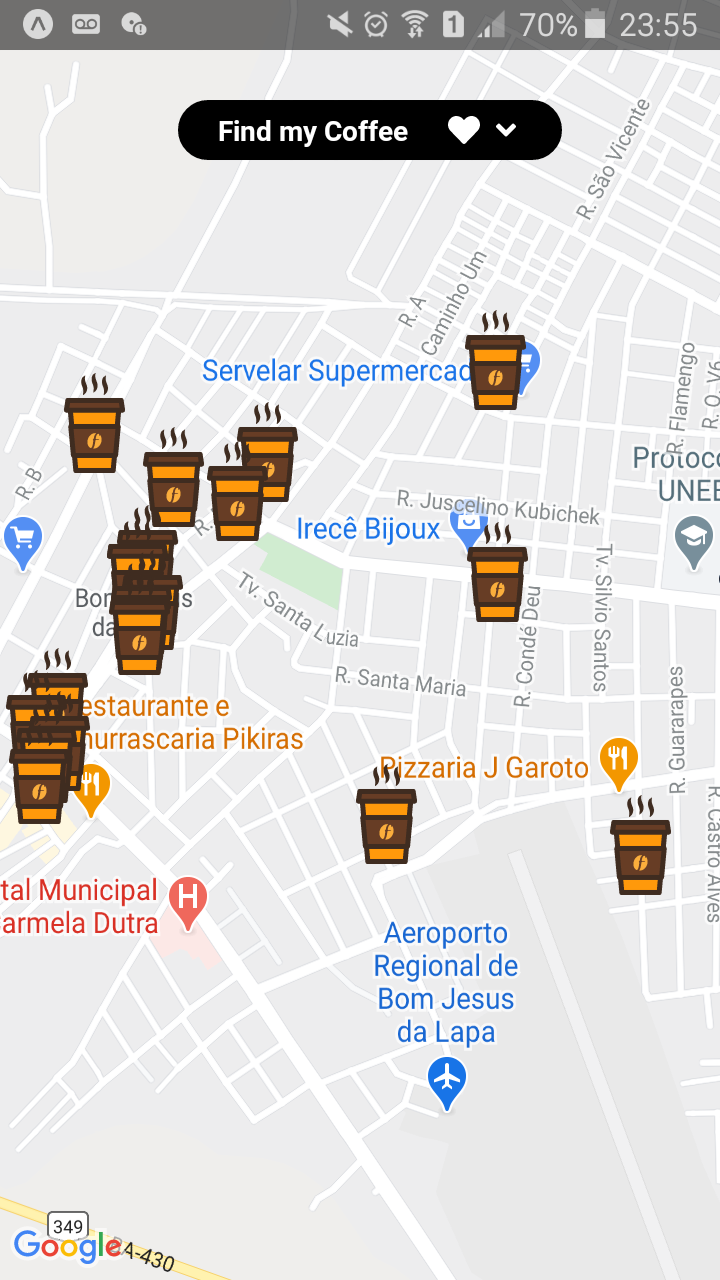 70% 23:55
Find my Coffee
R. São Vicente
R. A
Caminho Um
Servelar Supermercad
R. Flamengo
R. O, V6
R. B
Protoco
UNEB
R. Juscelino Kubichek
Irecê Bijoux
R.
Tv. Santa Luzia
Tv. Silvio Santos
R. Condé Deu
Bom
s
da
R. Santa Maria
R. Guararapes
estaurante e
hurrascaria Pikiras
Pizzaria J Garoto
R. Castro Alves
tal Municipal
armela Dutra
H
Aeroporto
Regional de
Bom Jesus
da Lapa
349
Google
BA-430